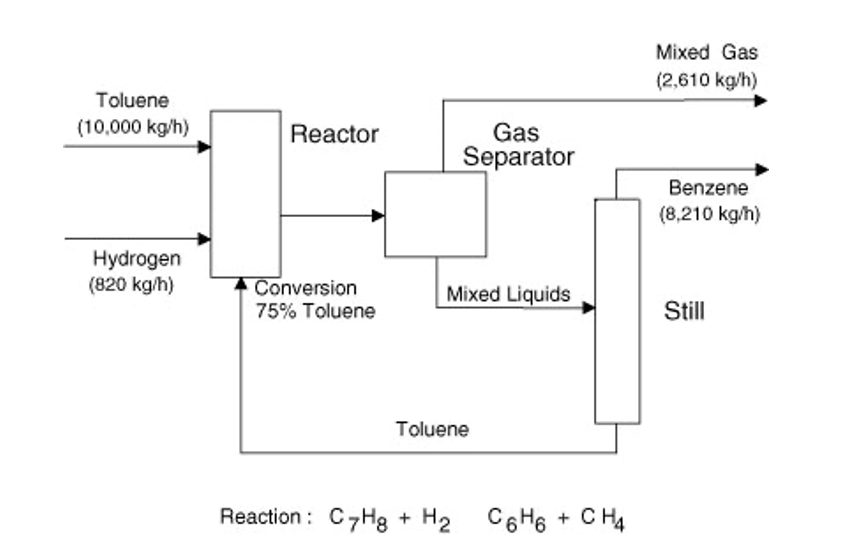 Mixed Gas
(2,610 kg/h)
Toluene
(10,000 kg/h)
Reactor
Gas
Separator
Benzene
(8,210 kg/h)
Hydrogen
(820 kg/h)
Conversion
75% Toluene
Mixed Liquids
Still
Toluene
Reaction : C7H8 + H2 C6H6 + CH4